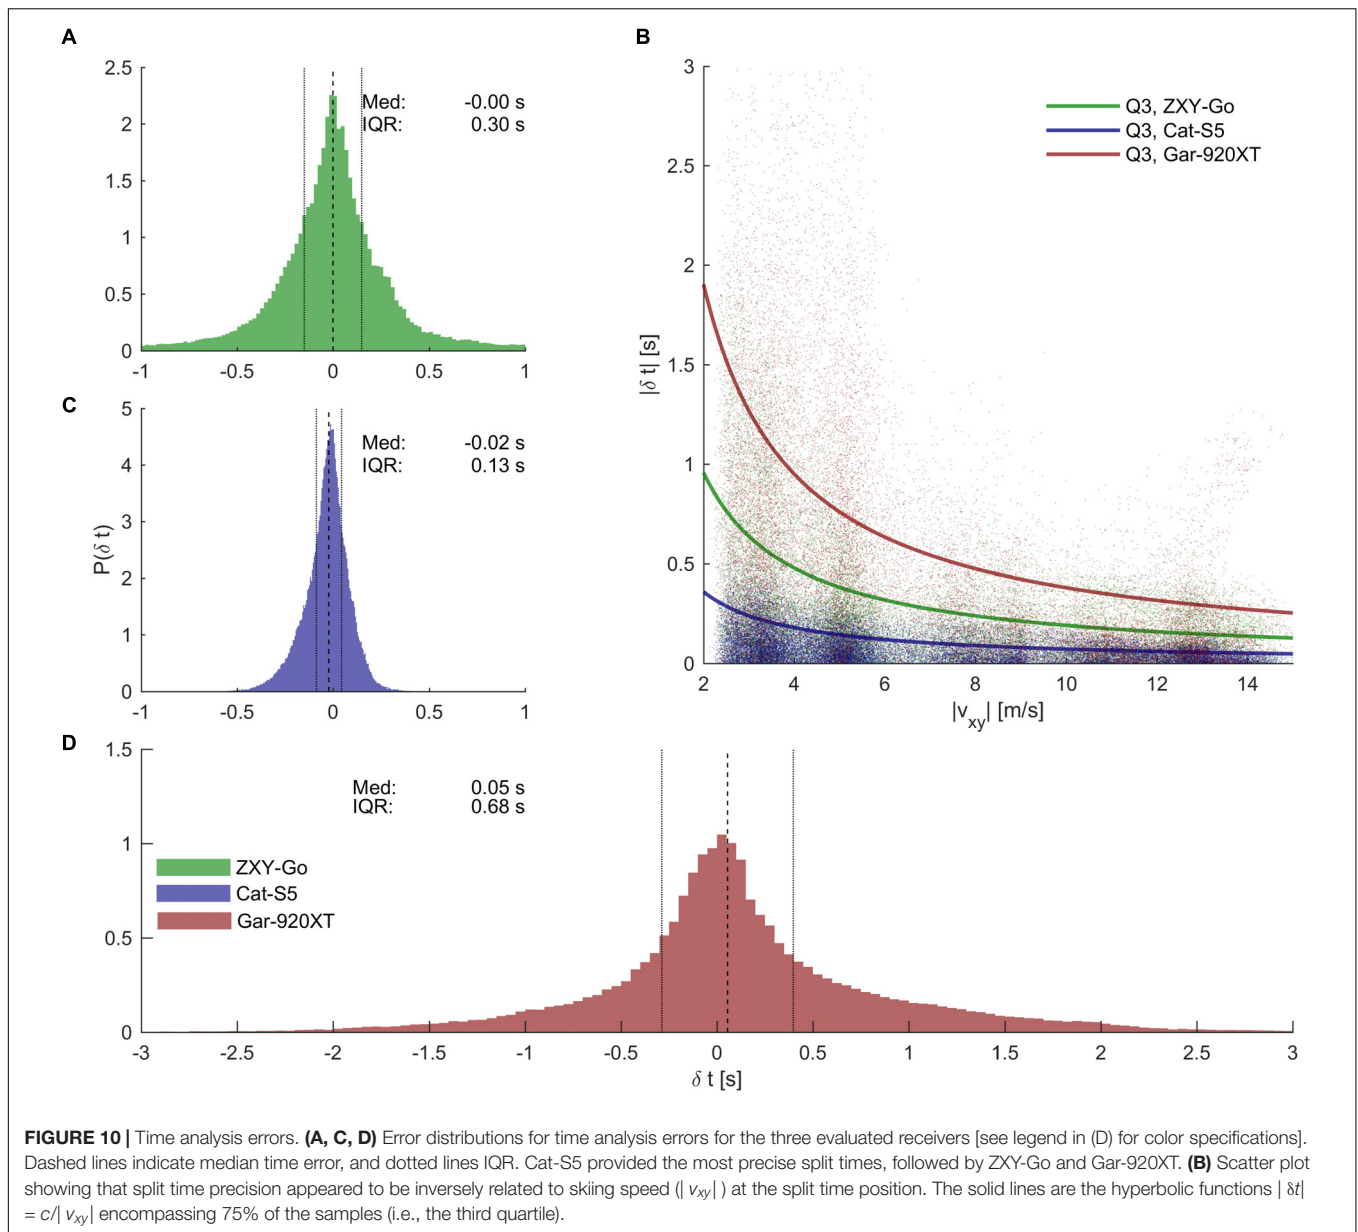 A
2.5
2
1.5
1
0.5
0
-1
-0.5
0
0.5
1
Med: -0.00 s
IQR: 0.30 s
B
3
2.5
2
1.5
1
0.5
0
2
4
6
8
10
12
14
|δ t| [s]
|vxy| [m/s]
Q3, ZXY-Go
Q3, Cat-S5
Q3, Gar-920XT
C
5
4
3
2
1
0
-1
-0.5
0
0.5
1
P(δ t)
Med: -0.02 s
IQR: 0.13 s
D
1.5
1
0.5
0
-3
-2.5
-2
-1.5
-1
-0.5
0
0.5
1
1.5
2
2.5
3
δ t [s]
Med: 0.05 s
IQR: 0.68 s
ZXY-Go
Cat-S5
Gar-920XT
FIGURE 10 | Time analysis errors. (A, C, D) Error distributions for time analysis errors for the three evaluated receivers [see legend in (D) for color specifications].
Dashed lines indicate median time error, and dotted lines IQR. Cat-S5 provided the most precise split times, followed by ZXY-Go and Gar-920XT. (B) Scatter plot
showing that split time precision appeared to be inversely related to skiing speed (| vxy| ) at the split time position. The solid lines are the hyperbolic functions | δt|
= c/| vxy| encompassing 75% of the samples (i.e., the third quartile).